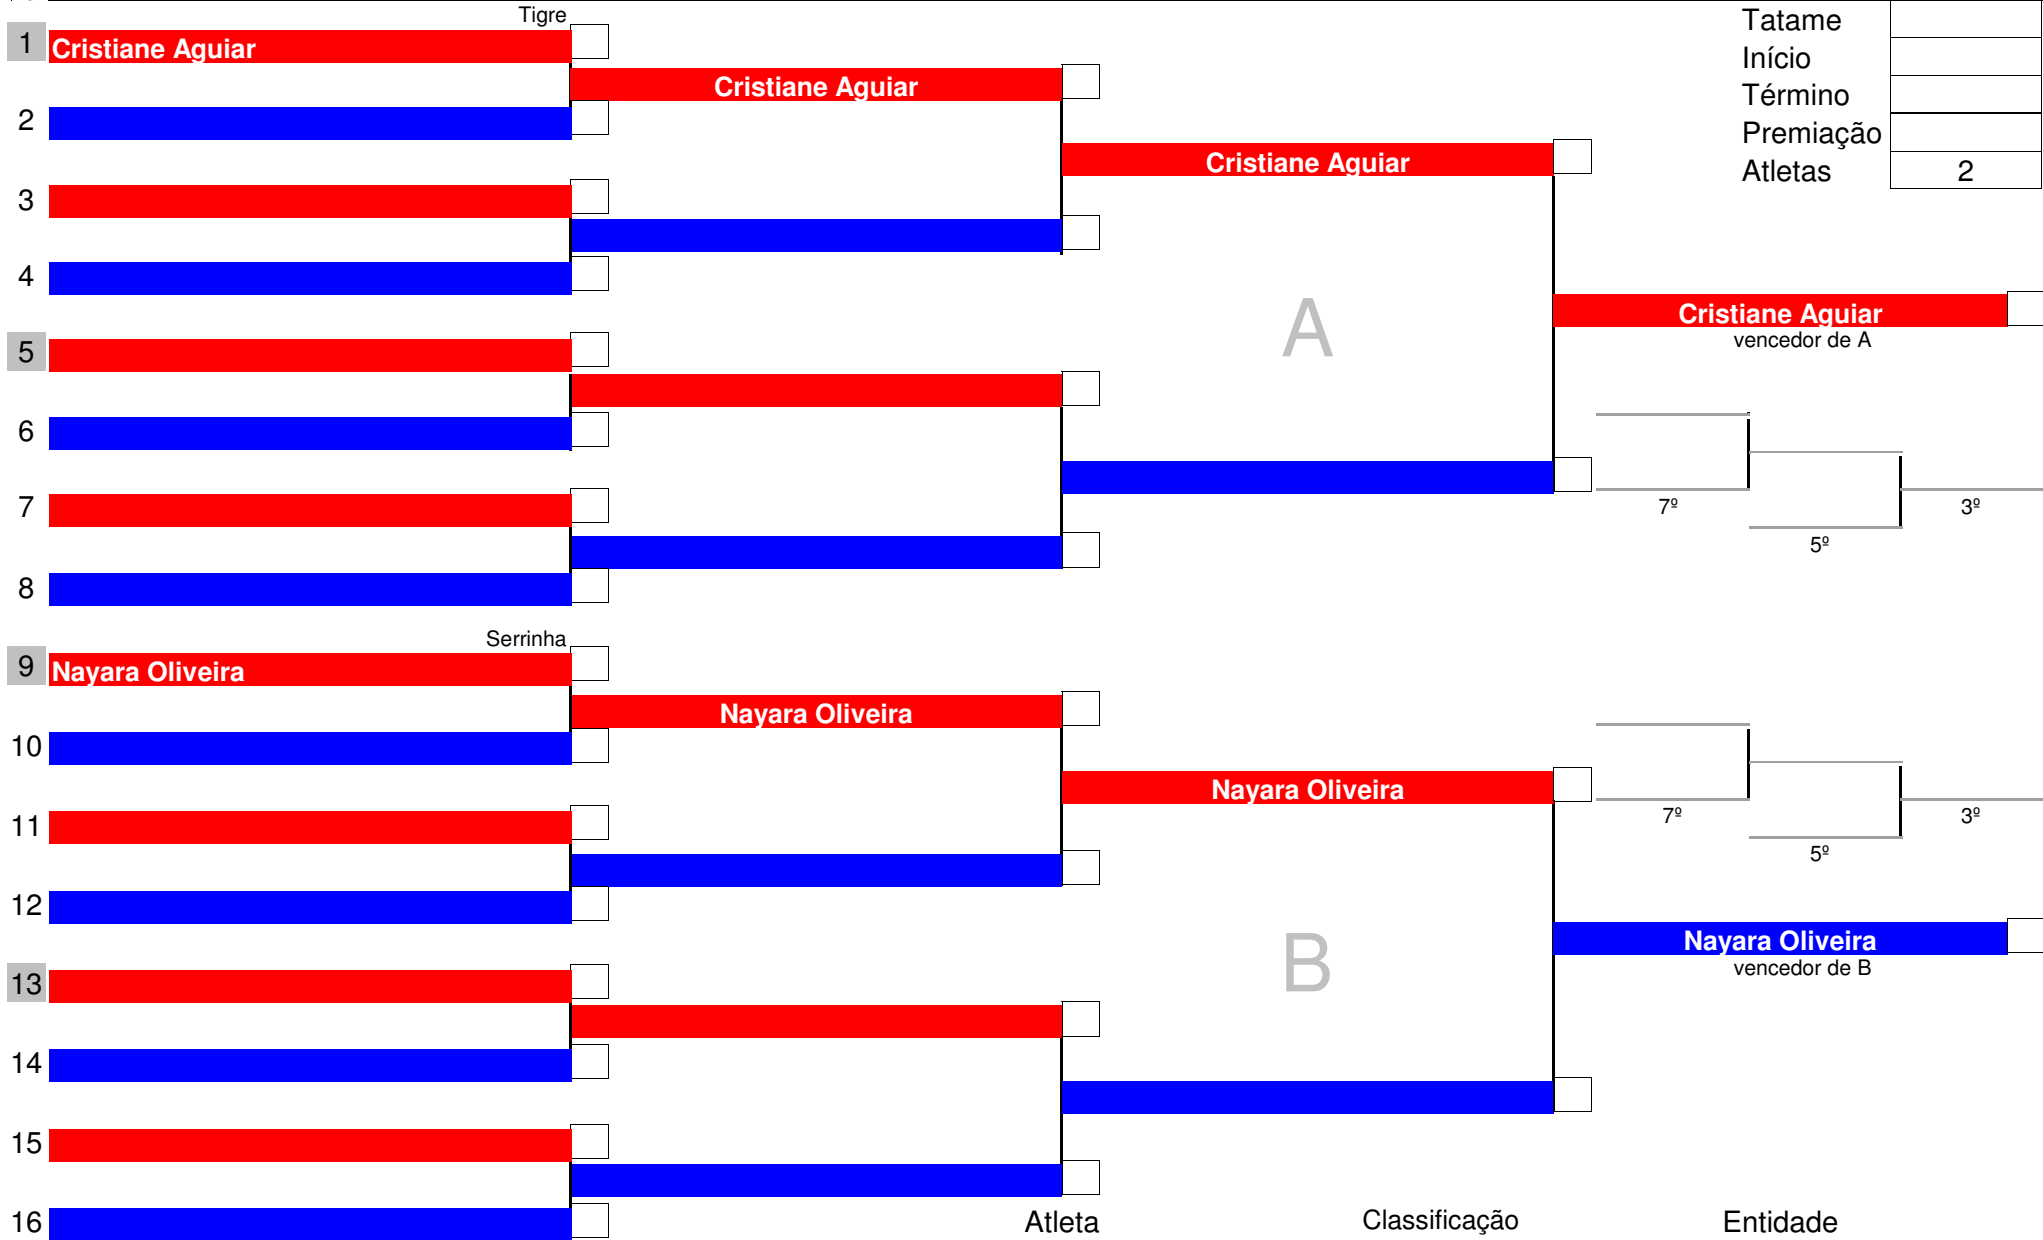 Tigre
1 Cristiane Aguiar
Cristiane Aguiar
2
Cristiane Aguiar
3
4
Cristiane Aguiar
vencedor de A
A
5
6
7
8
7º
5º
3º
Serrinha
9 Nayara Oliveira
Nayara Oliveira
10
Nayara Oliveira
11
12
7º
5º
3º
Nayara Oliveira
vencedor de B
B
13
14
15
16
Tatame
Início
Término
Premiação
Atletas 2
Atleta Classificação Entidade